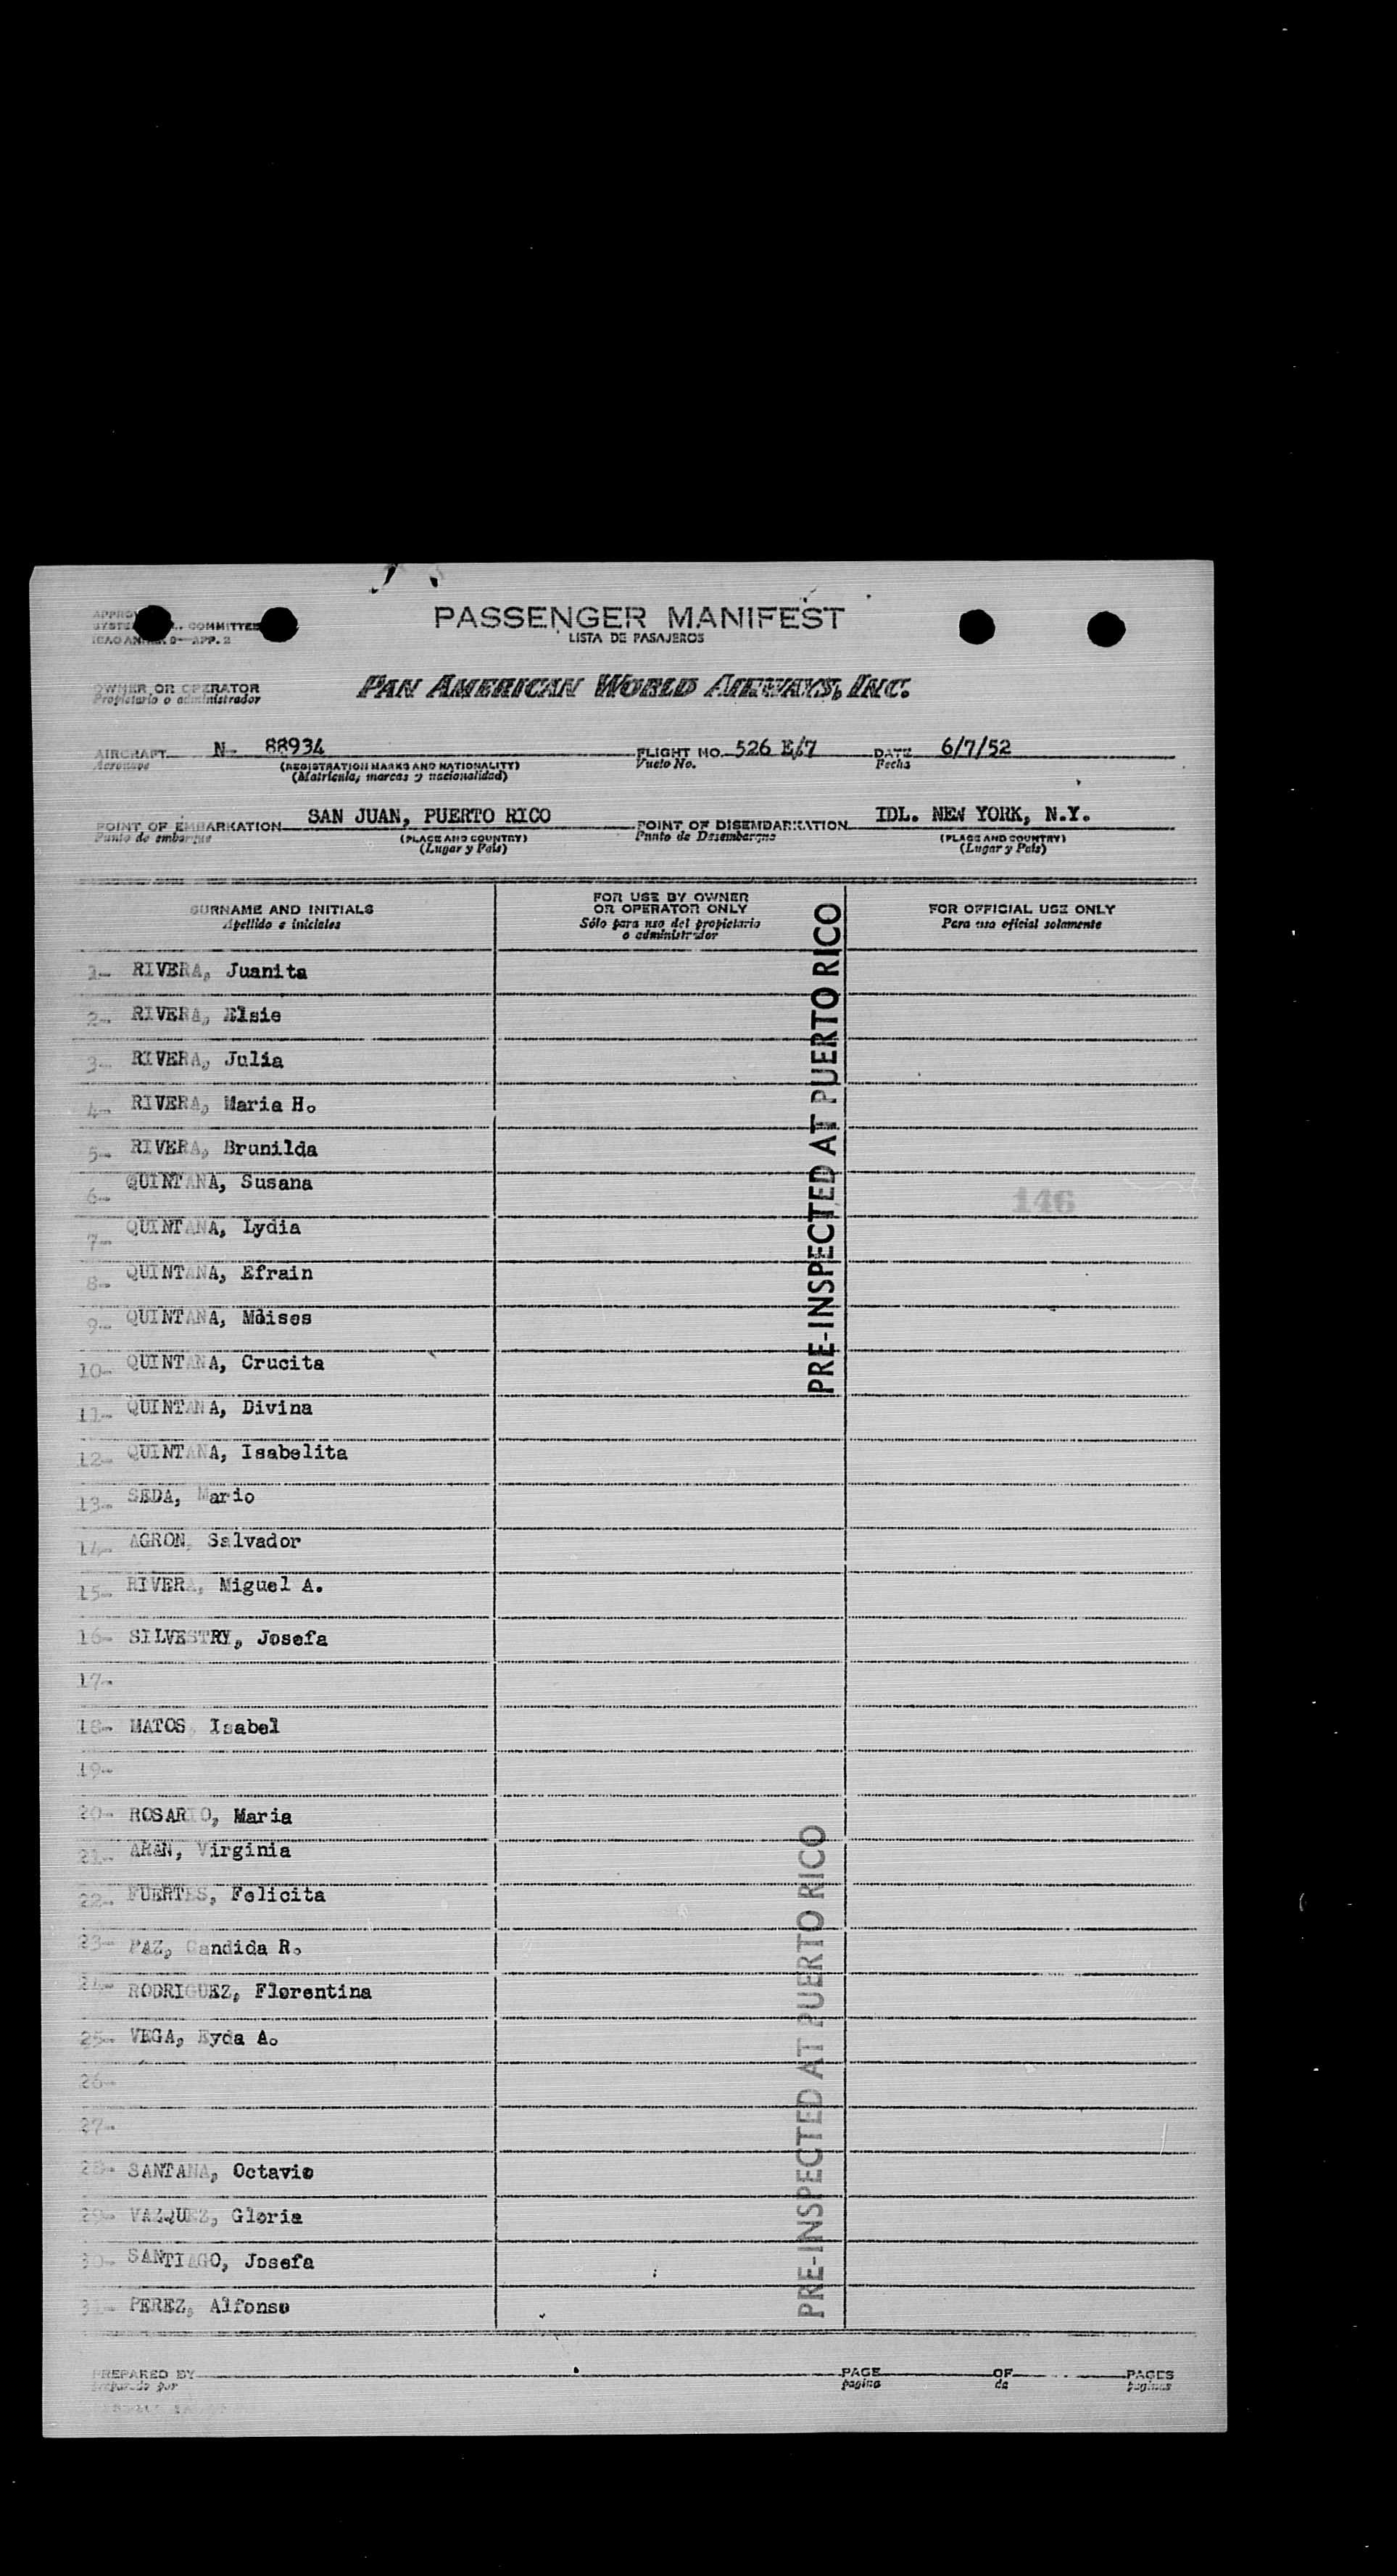 PASSENGER MANIFEST
LISTA DE PASAJEROS
COMMITTEE
APP. 2
OWNER OR OPERATOR
Propietario o administrador
PAN AMERICAN WORLD AIRWAYS, INC.
AIRCRAFT N- 88934 FLIGHT NO. 526 E/7 DATE 6/7/52
Aeronave (REGISTRATION MARKS AND NATIONALITY) Vuelo No. Fecha
(Matricula, marcas y nacionalidad)
POINT OF EMBARKATION SAN JUAN, PUERTO RICO POINT OF DISEMBARKATION IDL. NEW YORK, N.Y.
Punto de embarque (PLACE AND COUNTRY) Punto de Desembarque (PLACE AND COUNTRY)
(Lugar y País) (Lugar y País)
SURNAME AND INITIALS
Apellido e iniciales
FOR USE BY OWNER
OR OPERATOR ONLY
Sólo para uso del propietario
o administrador
FOR OFFICIAL USE ONLY
Para uso oficial solamente
PRE-INSPECTED AT PUERTO RICO
1- RIVERA, Juanita
2- RIVERA, Elsie
3- RIVERA, Julia
4- RIVERA, Maria H.
5- RIVERA, Brunilda
6- QUINTANA, Susana
146
7- QUINTANA, Lydia
8- QUINTANA, Efrain
9- QUINTANA, Moises
10- QUINTANA, Crucita
11- QUINTANA, Divina
12- QUINTANA, Isabelita
13- SEDA, Mario
14- AGRON, Salvador
15- RIVERA, Miguel A.
16- SILVESTRY, Josefa
17-
18- MATOS, Isabel
19-
20- ROSARIO, Maria
21- ARAN, Virginia
22- FUERTES, Felicita
23- PAZ, Candida R.
24- RODRIGUEZ, Florentina
25- VEGA, Eyda A.
26-
27-
28- SANTANA, Octavio
29- VAZQUEZ, Gloria
30- SANTIAGO, Josefa
31- PEREZ, Alfonso
PRE-INSPECTED AT PUERTO RICO
PREPARED BY PAGE OF PAGES
Preparado por página de páginas